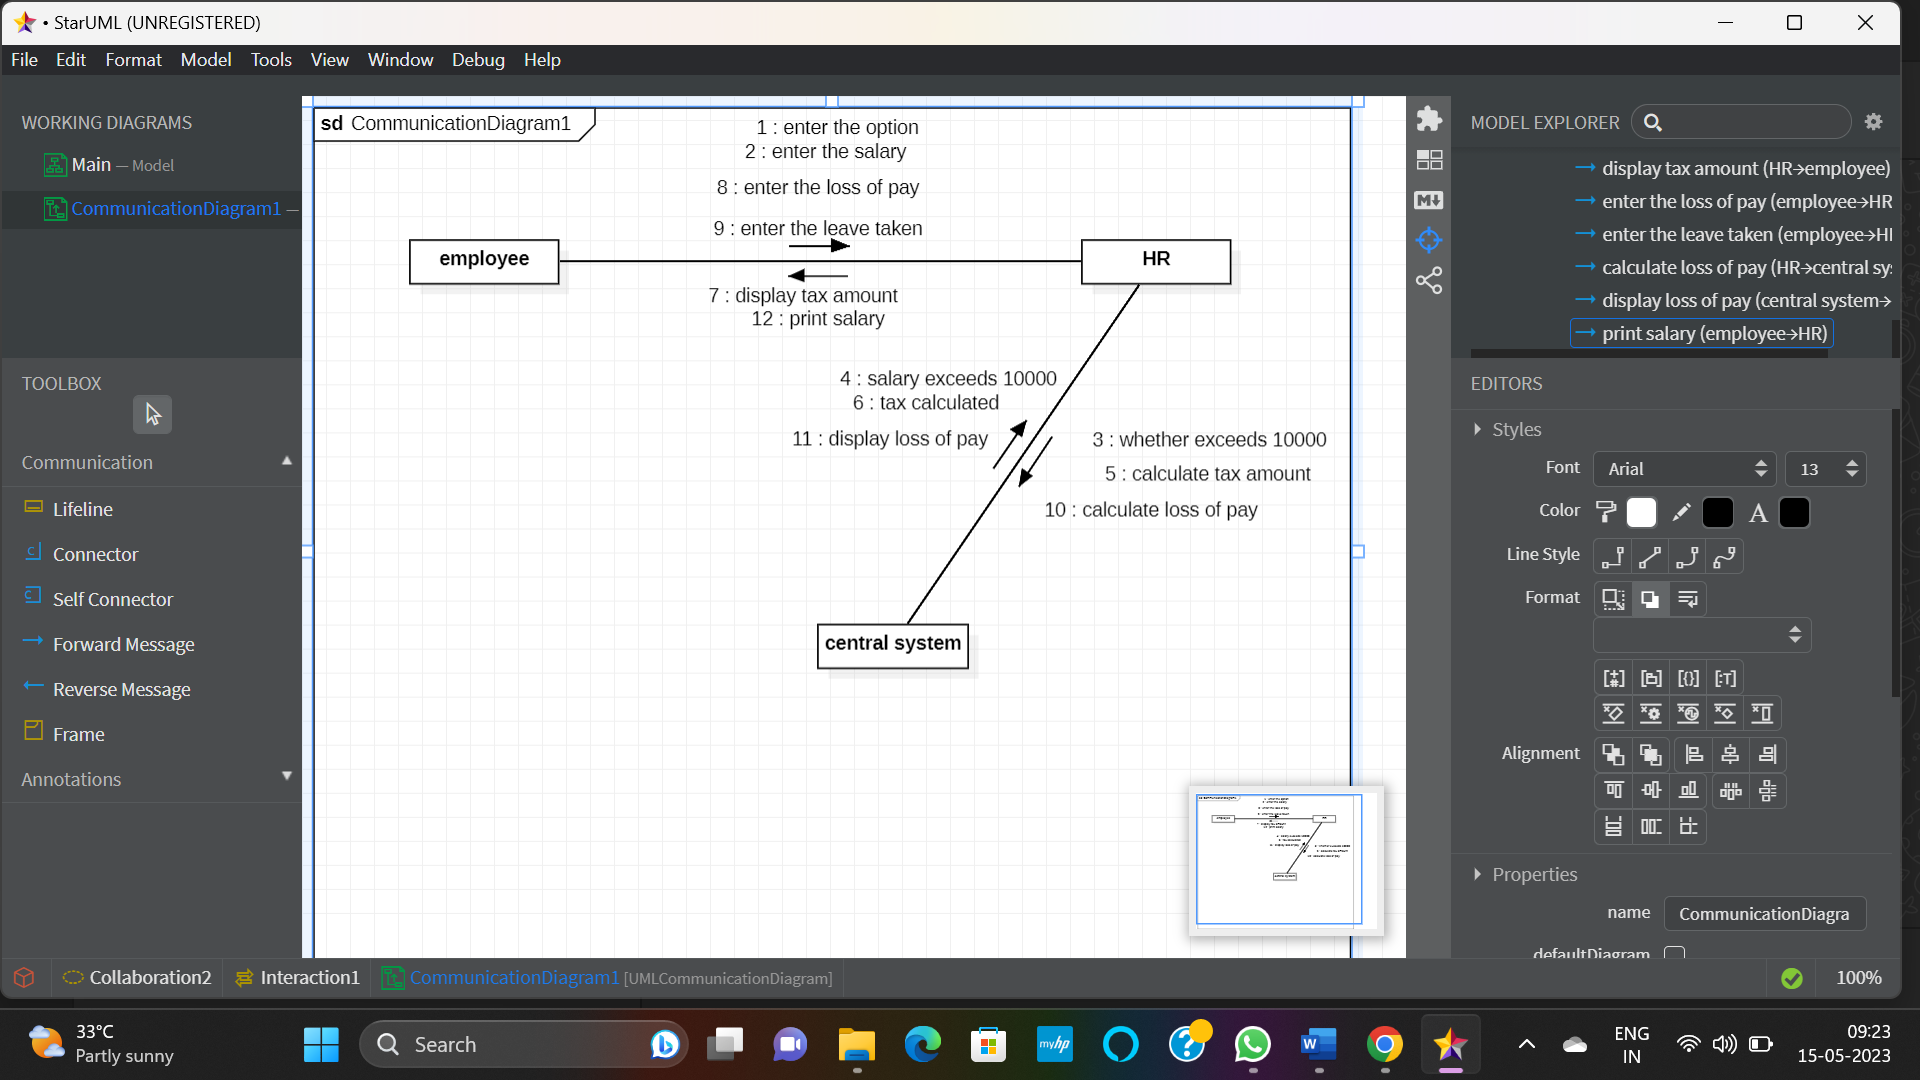 StarUML (UNREGISTERED)
File Edit Format Model Tools View Window Debug Help
WORKING DIAGRAMS
Main — Model
CommunicationDiagram1 —
TOOLBOX
Communication
Lifeline
Connector
Self Connector
Forward Message
Reverse Message
Frame
Annotations
sd CommunicationDiagram1
1 : enter the option
2 : enter the salary
8 : enter the loss of pay
9 : enter the leave taken
employee
HR
7 : display tax amount
12 : print salary
4 : salary exceeds 10000
6 : tax calculated
11 : display loss of pay
3 : whether exceeds 10000
5 : calculate tax amount
10 : calculate loss of pay
central system
MODEL EXPLORER
display tax amount (HR→employee)
enter the loss of pay (employee→HR
enter the leave taken (employee→HI
calculate loss of pay (HR→central sy
display loss of pay (central system→
print salary (employee→HR)
EDITORS
Styles
Font Arial 13
Color A
Line Style
Format
Alignment
Properties
name CommunicationDiagra
defaultDiagram
Collaboration2 Interaction1 CommunicationDiagram1 [UMLCommunicationDiagram] 100%
33°C
Partly sunny
Search
myhp
ENG
IN
09:23
15-05-2023